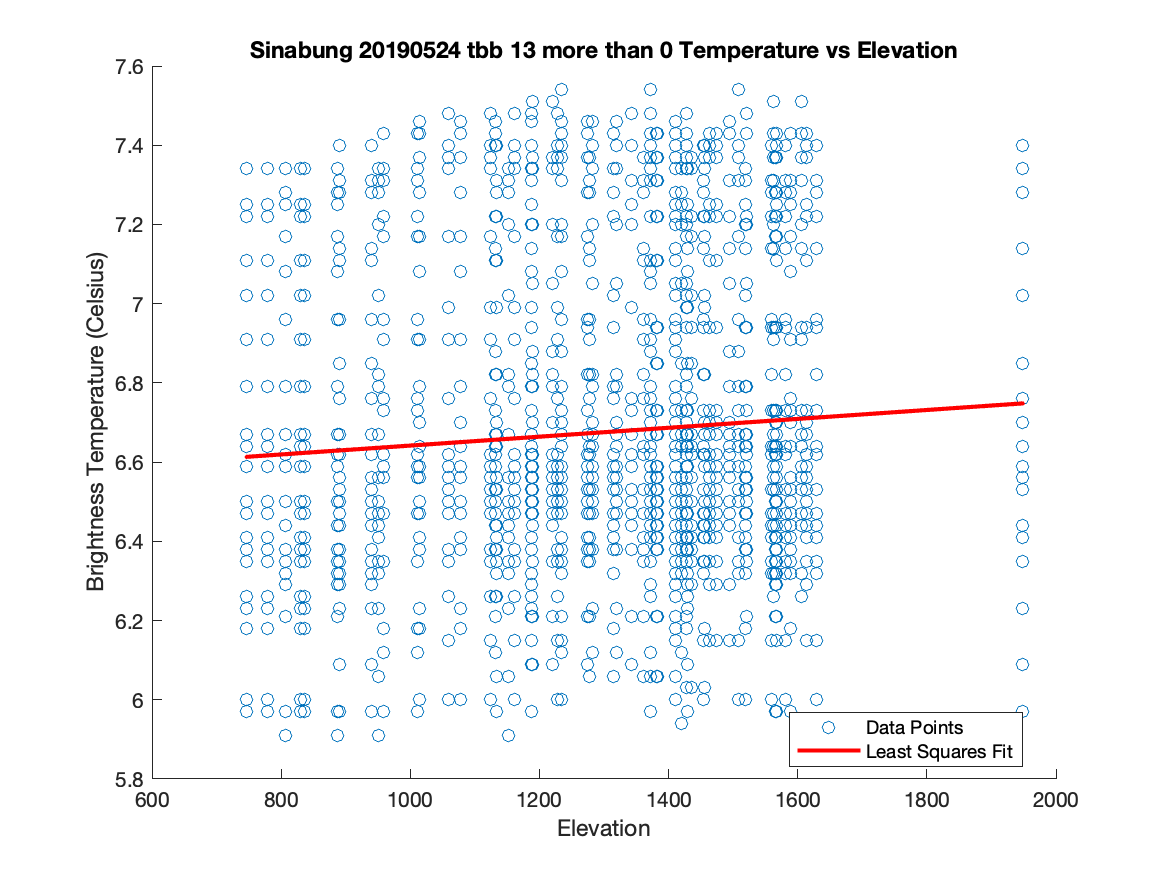 Sinabung 20190524 tbb 13 more than 0 Temperature vs Elevation
7.6
7.4
7.2
7
6.8
6.6
6.4
6.2
6
5.8
Brightness Temperature (Celsius)
Data Points
Least Squares Fit
600 800 1000 1200 1400 1600 1800 2000
Elevation